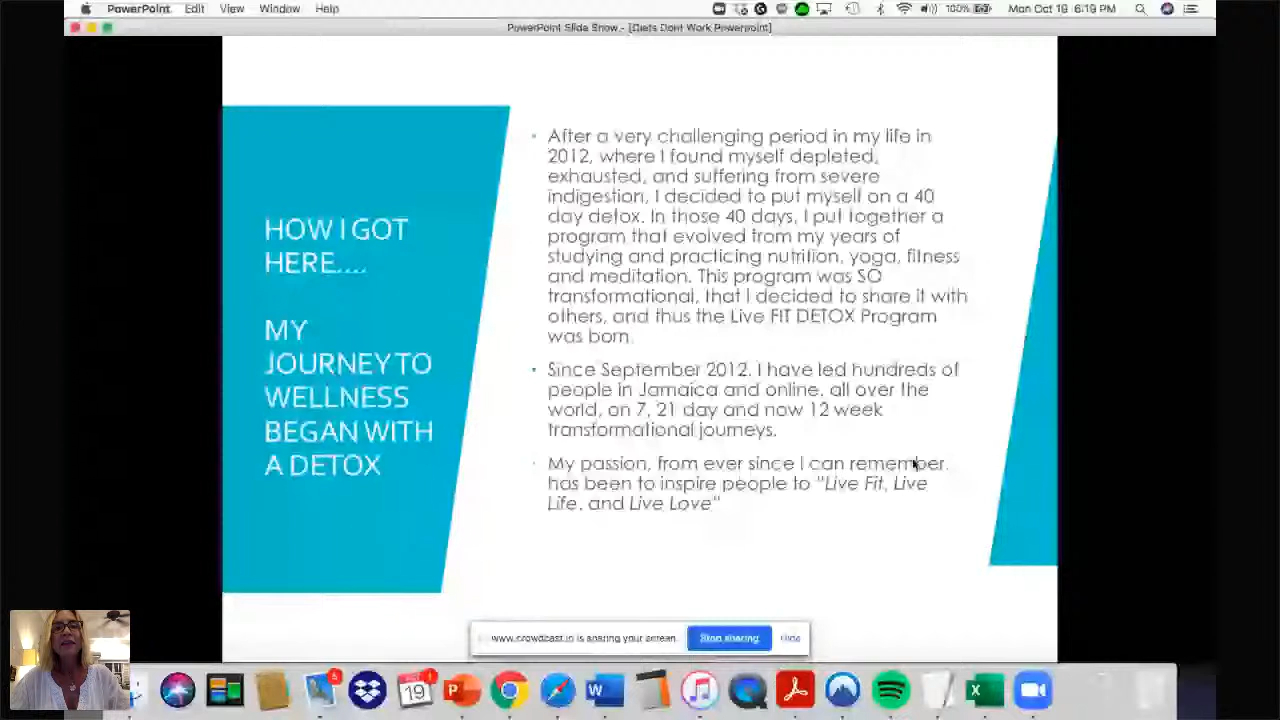 PowerPoint Edit View Window Help 100% Mon Oct 19 6:19 PM
PowerPoint Slide Show - [Diets Dont Work Powerpoint]
HOW I GOT
HERE....
MY
JOURNEY TO
WELLNESS
BEGAN WITH
A DETOX
After a very challenging period in my life in
2012, where I found myself depleted,
exhausted, and suffering from severe
indigestion, I decided to put myself on a 40
day detox. In those 40 days, I put together a
program that evolved from my years of
studying and practicing nutrition, yoga, fitness
and meditation. This program was SO
transformational, that I decided to share it with
others, and thus the Live FIT DETOX Program
was born.
Since September 2012, I have led hundreds of
people in Jamaica and online, all over the
world, on 7, 21 day and now 12 week
transformational journeys.
My passion, from ever since I can remember,
has been to inspire people to "Live Fit, Live
Life, and Live Love"
www.crowdcast.io is sharing your screen. Stop sharing Hide
5
OCT
19
1
P
W
X